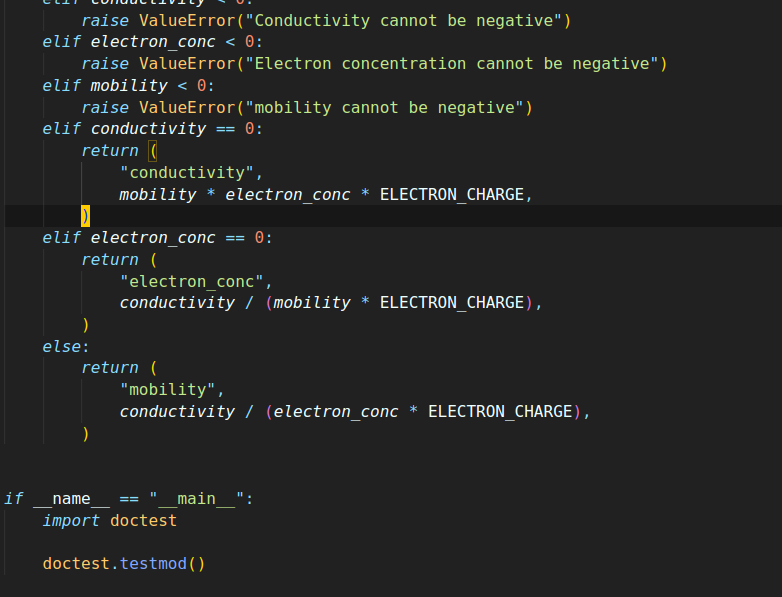 elif conductivity < 0:
raise ValueError("Conductivity cannot be negative")
elif electron_conc < 0:
raise ValueError("Electron concentration cannot be negative")
elif mobility < 0:
raise ValueError("mobility cannot be negative")
elif conductivity == 0:
return (
"conductivity",
mobility * electron_conc * ELECTRON_CHARGE,
)
elif electron_conc == 0:
return (
"electron_conc",
conductivity / (mobility * ELECTRON_CHARGE),
)
else:
return (
"mobility",
conductivity / (electron_conc * ELECTRON_CHARGE),
)
if __name__ == "__main__":
import doctest
doctest.testmod()